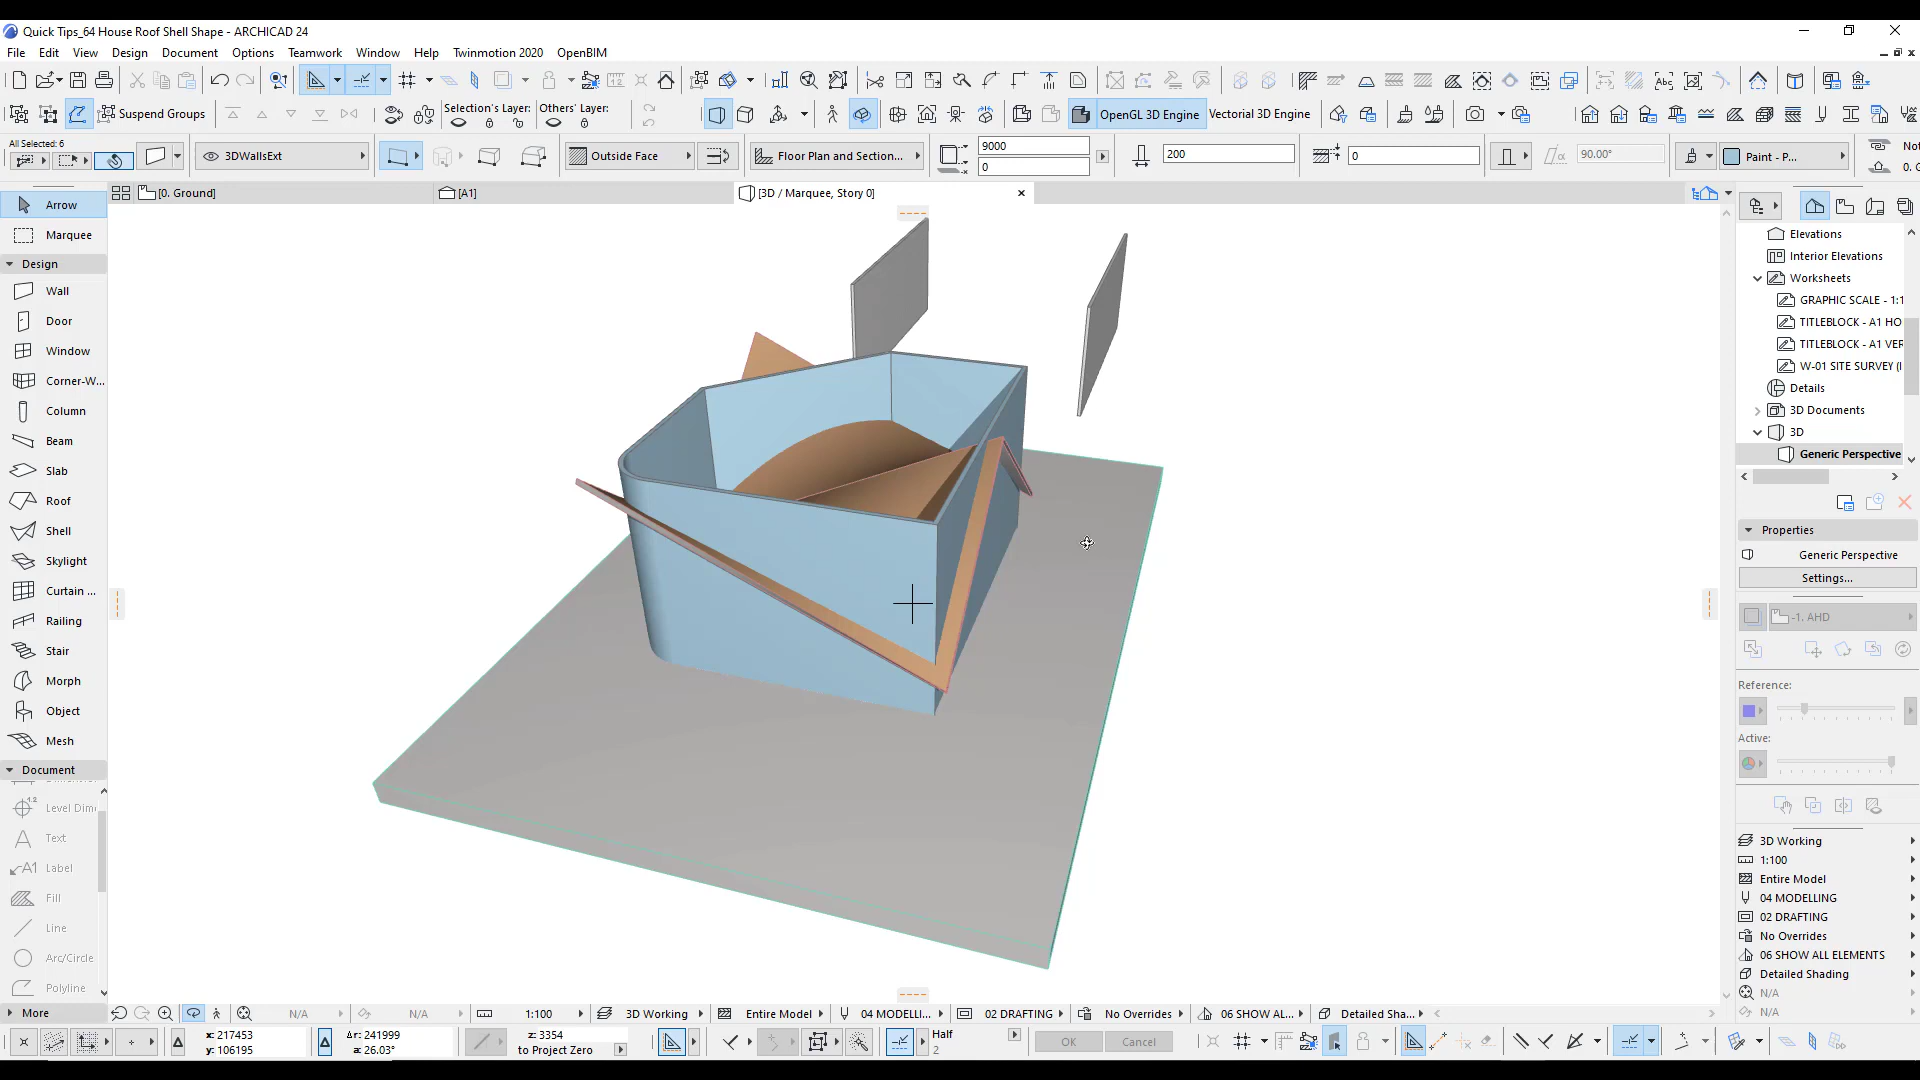 Quick Tips_64 House Roof Shell Shape - ARCHICAD 24
File Edit View Design Document Options Teamwork Window Help Twinmotion 2020 OpenBIM
Suspend Groups
Selection's Layer:
Others' Layer:
OpenGL 3D Engine
Vectorial 3D Engine
All Selected: 6
3DWallsExt
Outside Face
Floor Plan and Section...
9000
0
200
0
90.00°
Paint - P...
Not
0. G
[0. Ground]
[A1]
[3D / Marquee, Story 0]
Arrow
Marquee
Design
Wall
Door
Window
Corner-W...
Column
Beam
Slab
Roof
Shell
Skylight
Curtain ...
Railing
Stair
Morph
Object
Mesh
Document
Level Dim
Text
Label
Fill
Line
Arc/Circle
Polyline
More
Elevations
Interior Elevations
Worksheets
GRAPHIC SCALE - 1:1
TITLEBLOCK - A1 HO
TITLEBLOCK - A1 VER
W-01 SITE SURVEY (I
Details
3D Documents
3D
Generic Perspective
Properties
Generic Perspective
Settings...
-1. AHD
Reference:
Active:
3D Working
1:100
Entire Model
04 MODELLING
02 DRAFTING
No Overrides
06 SHOW ALL ELEMENTS
Detailed Shading
N/A
N/A
N/A
N/A
1:100
3D Working
Entire Model
04 MODELLI...
02 DRAFTING
No Overrides
06 SHOW AL...
Detailed Sha...
x: 217453
y: 106195
Δr: 241999
a: 26.03°
z: 3354
to Project Zero
Half
2
OK
Cancel